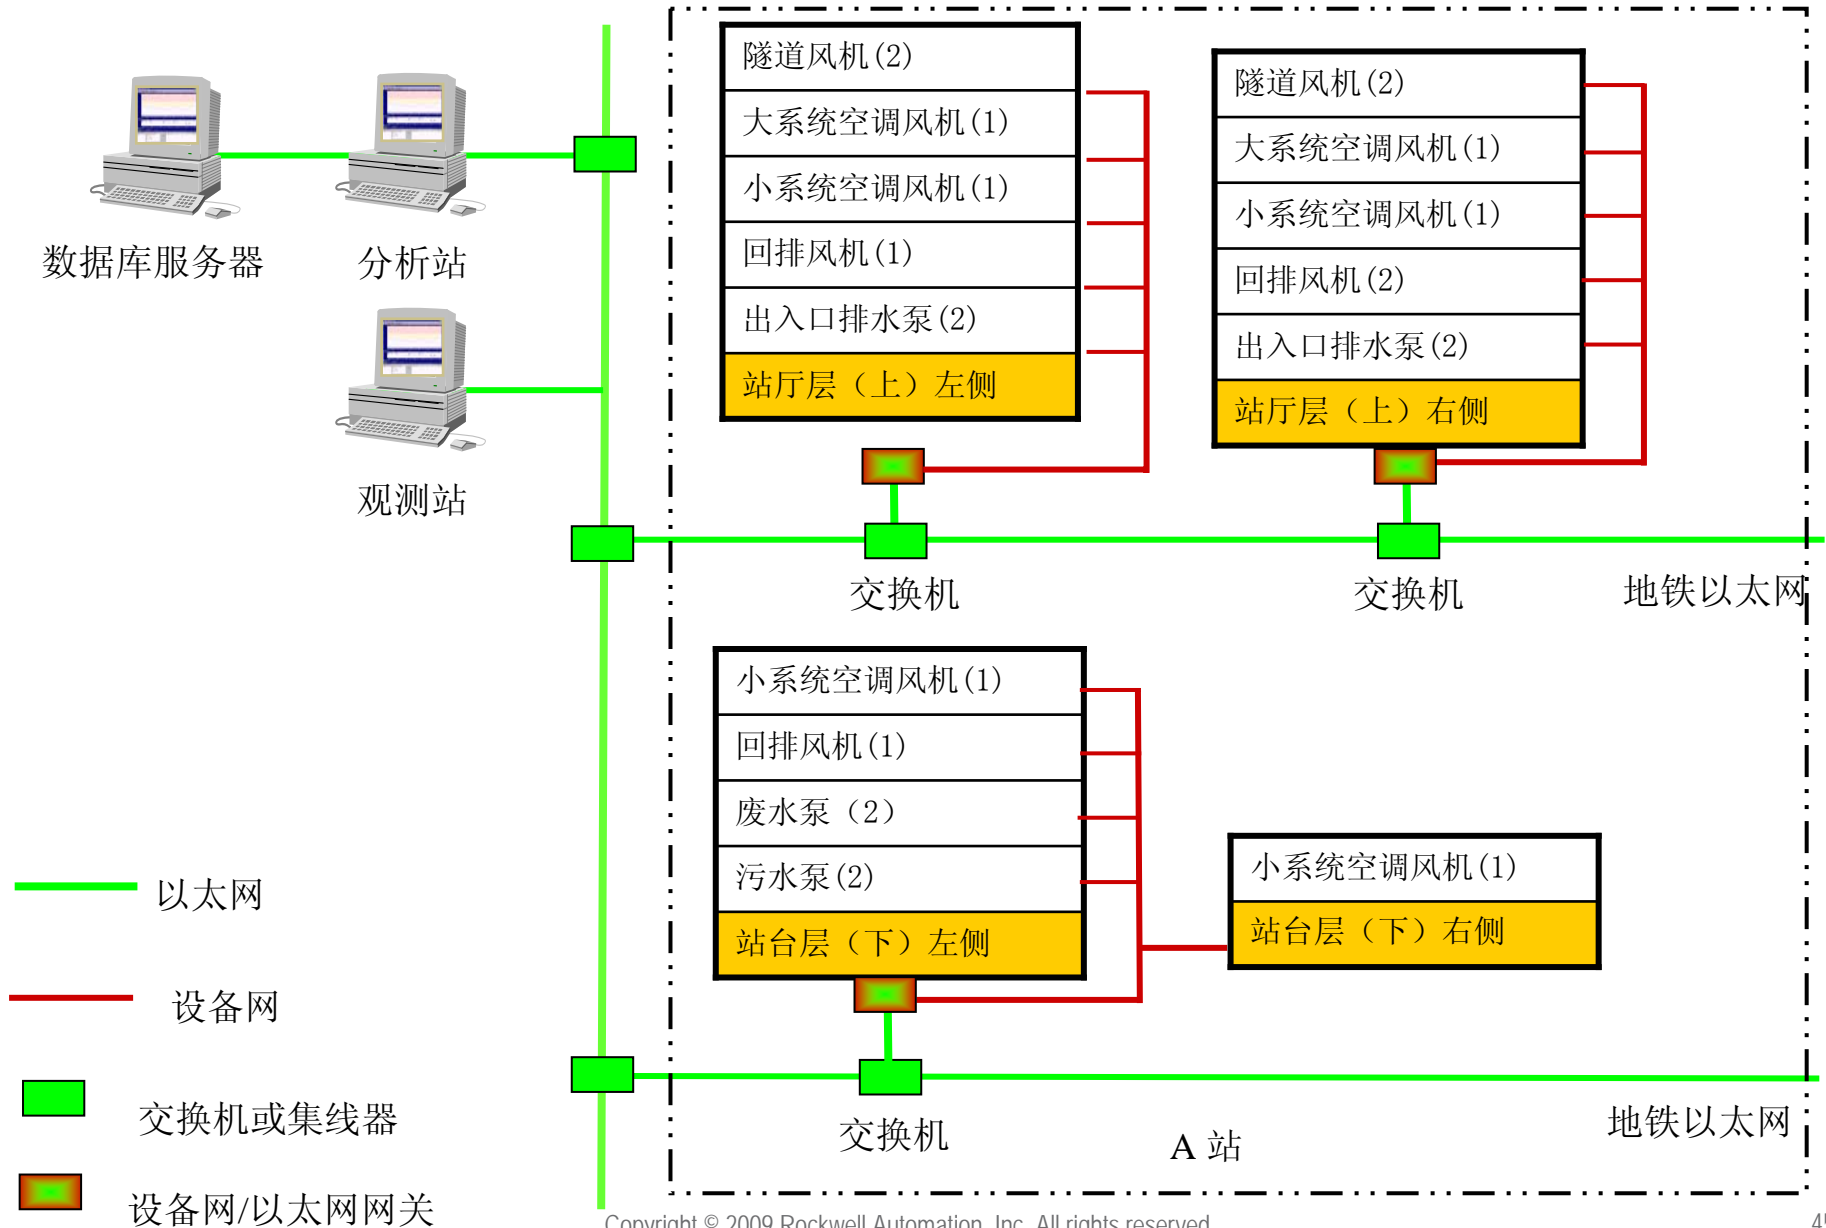 数据库服务器
分析站
观测站
隧道风机(2)
大系统空调风机(1)
小系统空调风机(1)
回排风机(1)
出入口排水泵(2)
站厅层（上）左侧
隧道风机(2)
大系统空调风机(1)
小系统空调风机(1)
回排风机(2)
出入口排水泵(2)
站厅层（上）右侧
交换机
交换机
地铁以太网
小系统空调风机(1)
回排风机(1)
废水泵（2）
污水泵(2)
站台层（下）左侧
小系统空调风机(1)
站台层（下）右侧
交换机
A 站
地铁以太网
以太网
设备网
交换机或集线器
设备网/以太网网关
Copyright © 2009 Rockwell Automation, Inc. All rights reserved.